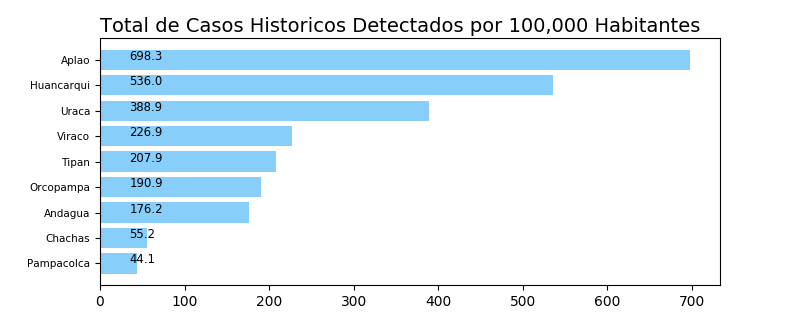 Total de Casos Historicos Detectados por 100,000 Habitantes
Aplao 698.3
Huancarqui 536.0
Uraca 388.9
Viraco 226.9
Tipan 207.9
Orcopampa 190.9
Andagua 176.2
Chachas 55.2
Pampacolca 44.1
0 100 200 300 400 500 600 700